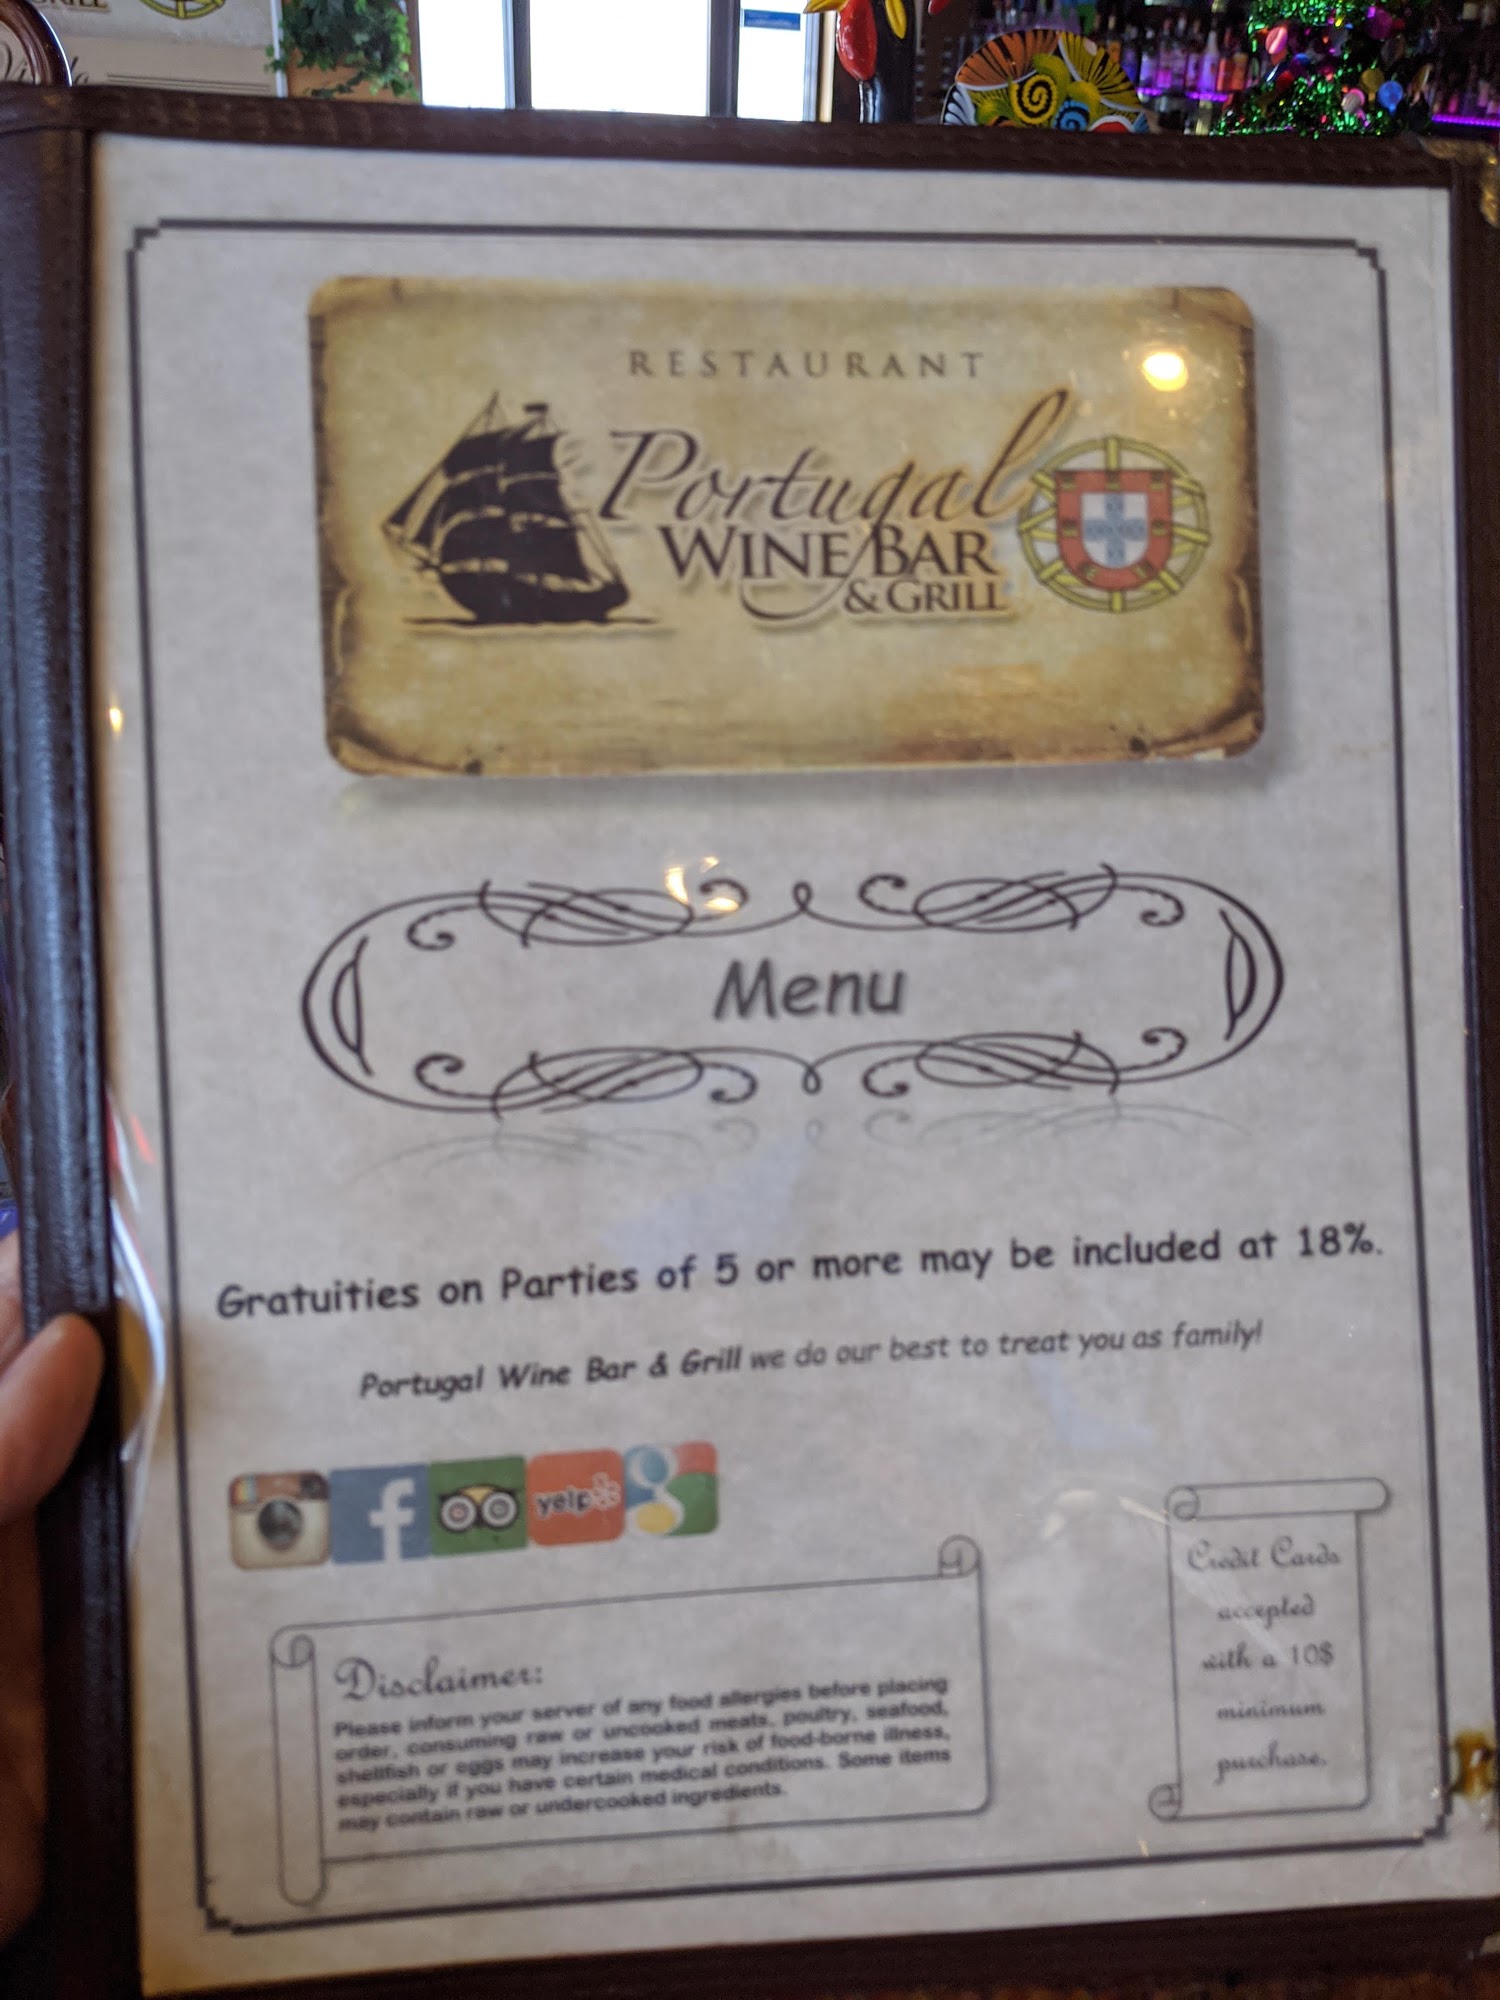 RESTAURANT
Portugal
WINE BAR
& GRILL
Menu
Gratuities on Parties of 5 or more may be included at 18%.
Portugal Wine Bar & Grill we do our best to treat you as family!
yelp
Disclaimer:
Please inform your server of any food allergies before placing
order, consuming raw or uncooked meats, poultry, seafood,
shellfish or eggs may increase your risk of food-borne illness,
especially if you have certain medical conditions. Some items
may contain raw or undercooked ingredients.
Credit Cards
accepted
with a 10$
minimum
purchase.